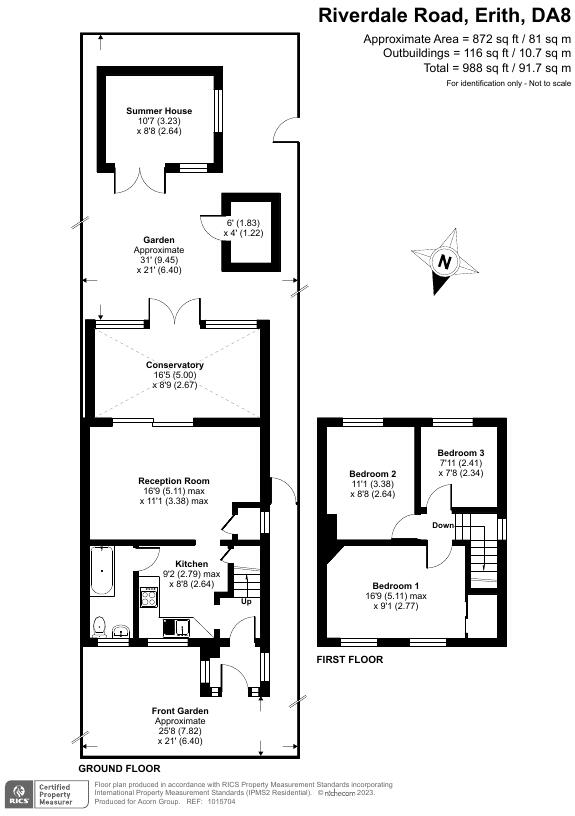 Riverdale Road, Erith, DA8
Approximate Area = 872 sq ft / 81 sq m
Outbuildings = 116 sq ft / 10.7 sq m
Total = 988 sq ft / 91.7 sq m
For identification only - Not to scale
Summer House
10'7 (3.23)
x 8'8 (2.64)
6' (1.83)
x 4' (1.22)
Garden
Approximate
31' (9.45)
x 21' (6.40)
N
Conservatory
16'5 (5.00)
x 8'9 (2.67)
Reception Room
16'9 (5.11) max
x 11'1 (3.38) max
Kitchen
9'2 (2.79) max
x 8'8 (2.64)
Up
Bedroom 3
7'11 (2.41)
x 7'8 (2.34)
Bedroom 2
11'1 (3.38)
x 8'8 (2.64)
Down
Bedroom 1
16'9 (5.11) max
x 9'1 (2.77)
FIRST FLOOR
Front Garden
Approximate
25'8 (7.82)
x 21' (6.40)
GROUND FLOOR
RICS
Certified
Property
Measurer
Floor plan produced in accordance with RICS Property Measurement Standards incorporating
International Property Measurement Standards (IPMS2 Residential). © nichecom 2023.
Produced for Acorn Group. REF: 1015704